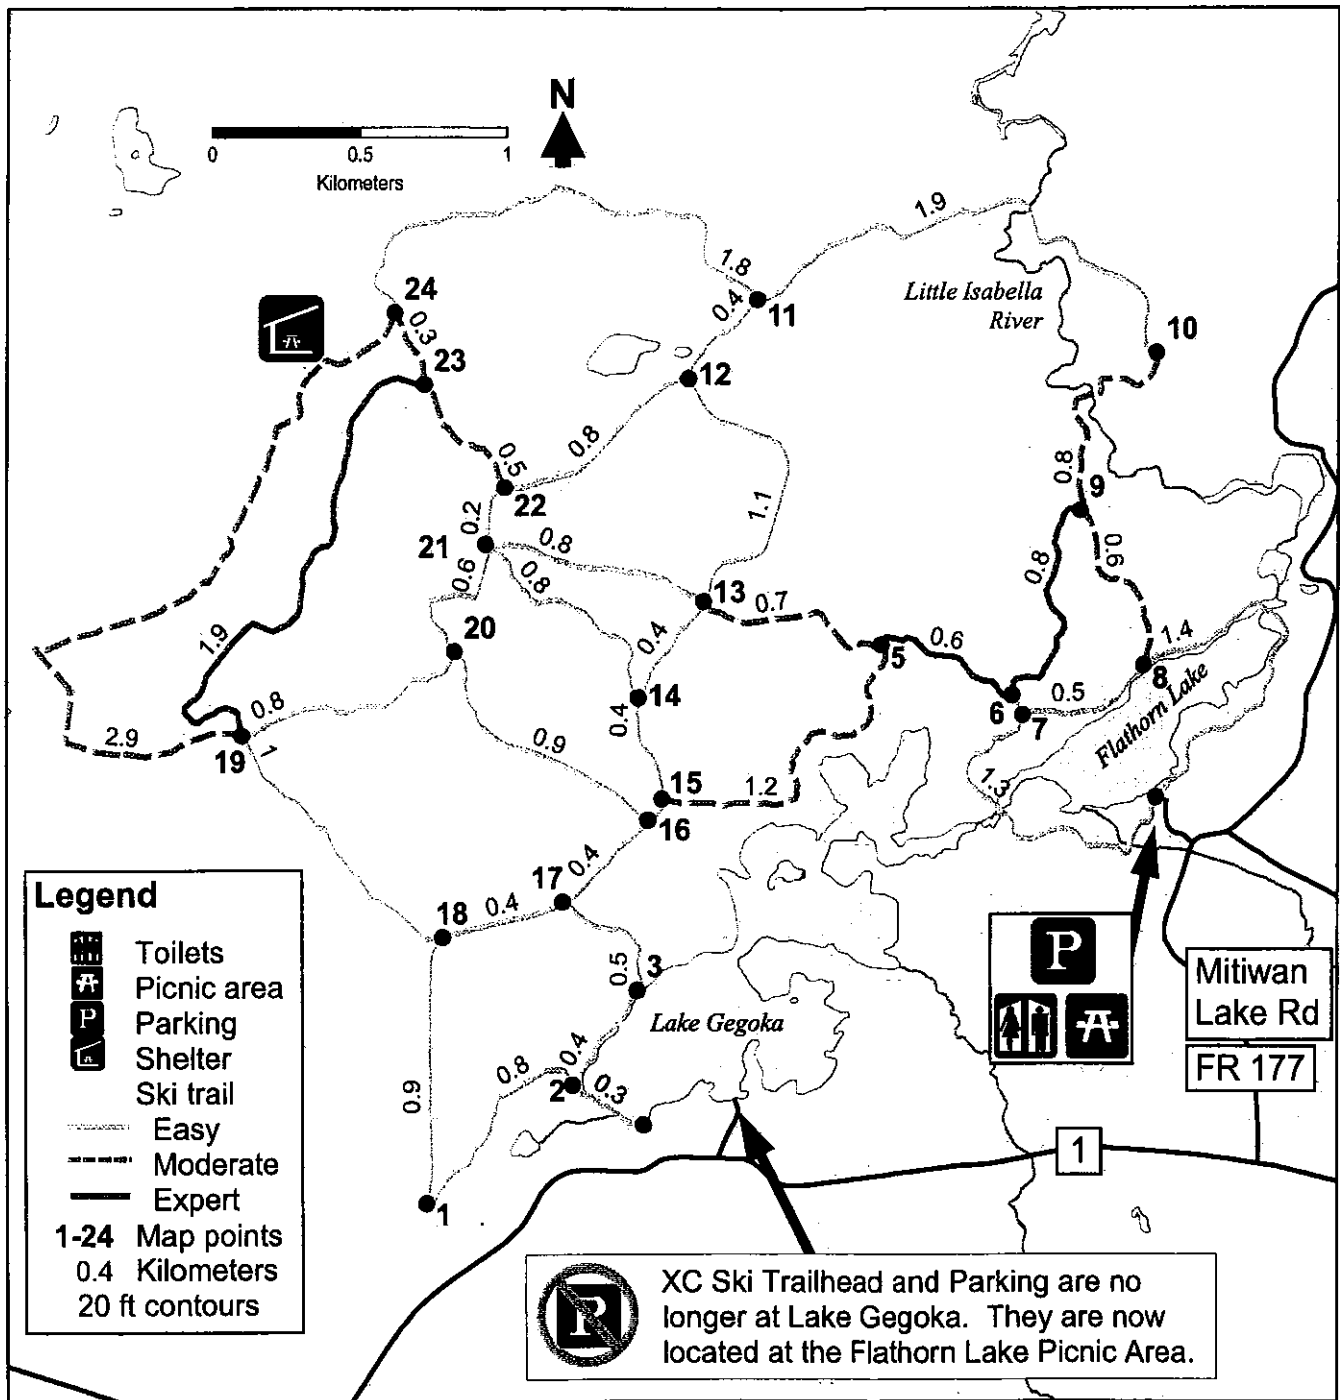 N
0 0.5 1
Kilometers
1.9
1.8
0.4
11
24
0.3
23
Little Isabella
River
10
12
0.8
0.5
22
0.2
1.1
0.8
9
21
0.8
0.8
0.6
0.6
0.8
13
0.7
20
0.4
5
0.6
1.4
8
1.9
14
0.5
6
7
Flathorn Lake
0.8
0.4
2.9
19
1
0.9
15
1.2
1.3
16
17
0.4
18
0.4
0.5
3
Lake Gegoka
0.8
0.4
2
0.3
0.9
1
P
Mitiwan
Lake Rd
FR 177
1
Legend
Toilets
Picnic area
P Parking
Shelter
Ski trail
Easy
Moderate
Expert
1-24 Map points
0.4 Kilometers
20 ft contours
P
XC Ski Trailhead and Parking are no
longer at Lake Gegoka. They are now
located at the Flathorn Lake Picnic Area.